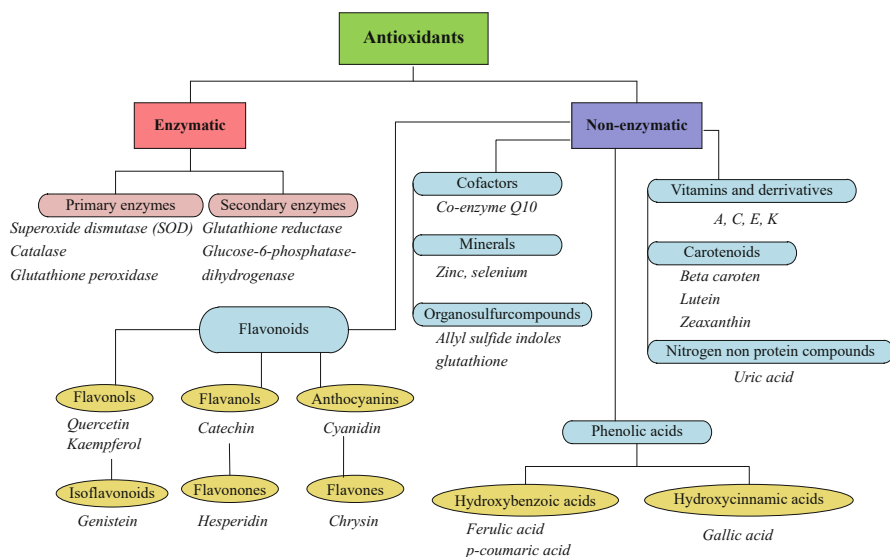 Antioxidants
Enzymatic
Non-enzymatic
Primary enzymes
Superoxide dismutase (SOD)
Catalase
Glutathione peroxidase
Secondary enzymes
Glutathione reductase
Glucose-6-phosphatase-
dihydrogenase
Cofactors
Co-enzyme Q10
Minerals
Zinc, selenium
Organosulfurcompounds
Allyl sulfide indoles
glutathione
Vitamins and derrivatives
A, C, E, K
Carotenoids
Beta caroten
Lutein
Zeaxanthin
Nitrogen non protein compounds
Uric acid
Flavonoids
Flavonols
Quercetin
Kaempferol
Isoflavonoids
Genistein
Flavanols
Catechin
Flavonones
Hesperidin
Anthocyanins
Cyanidin
Flavones
Chrysin
Phenolic acids
Hydroxybenzoic acids
Ferulic acid
p-coumaric acid
Hydroxycinnamic acids
Gallic acid